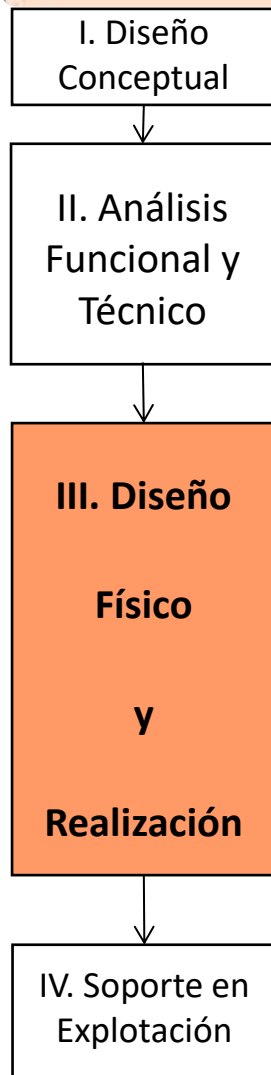 I. Diseño
Conceptual
II. Análisis
Funcional y
Técnico
III. Diseño
Físico
y
Realización
IV. Soporte en
Explotación